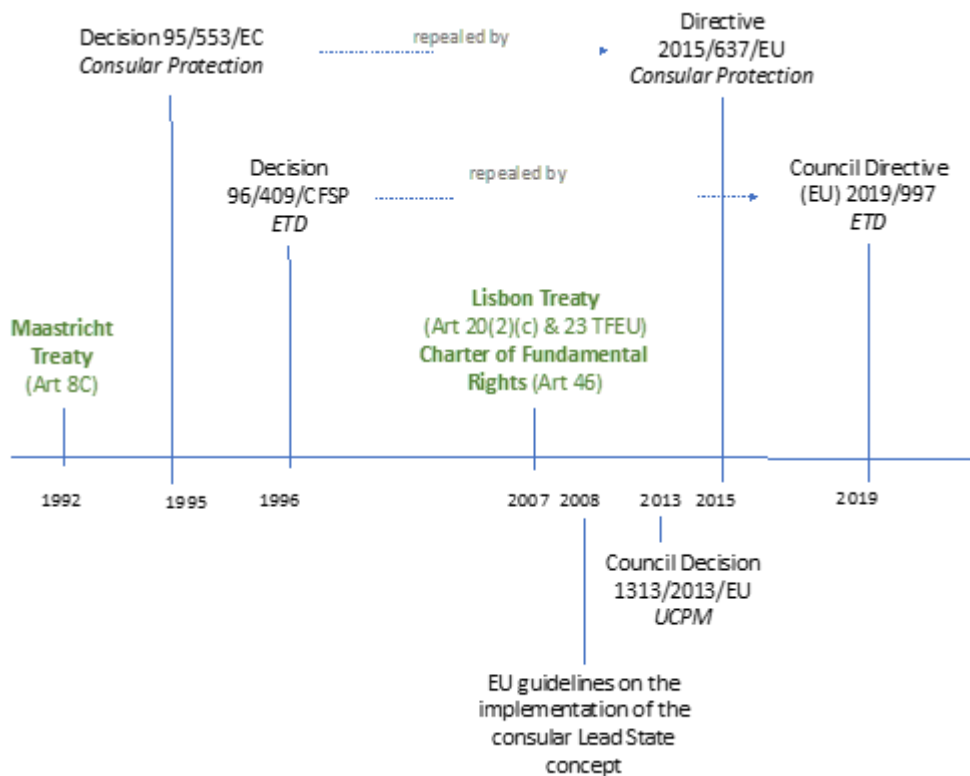 Decision 95/553/EC
Consular Protection
repealed by
Directive
2015/637/EU
Consular Protection
Decision
96/409/CFSP
ETD
repealed by
Council Directive
(EU) 2019/997
ETD
Maastricht
Treaty
(Art 8C)
Lisbon Treaty
(Art 20(2)(c) & 23 TFEU)
Charter of Fundamental
Rights (Art 46)
1992
1995
1996
2007
2008
2013
2015
2019
Council Decision
1313/2013/EU
UCPM
EU guidelines on the
implementation of the
consular Lead State
concept